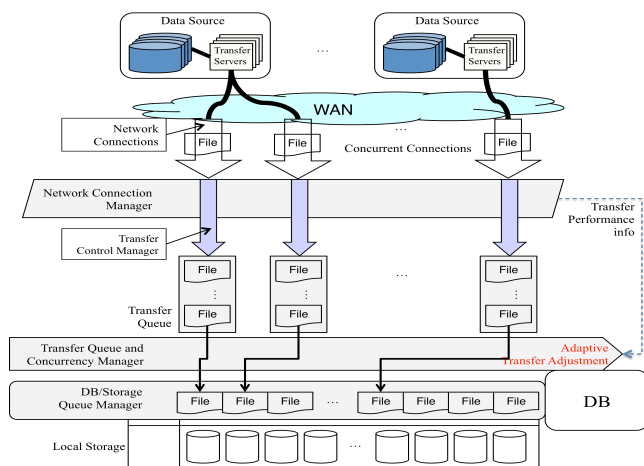 Data Source
Data Source
Transfer
Servers
...
Transfer
Servers
WAN
Network
Connections
File
File
...
Concurrent Connections
File
Network Connection
Manager
Transfer
Performance
info
Transfer
Control Manager
File
File
File
...
...
...
...
Transfer
Queue
File
File
File
Transfer Queue and
Concurrency Manager
Adaptive
Transfer Adjustment
DB/Storage
Queue Manager
File
File
File
...
File
File
File
File
DB
Local Storage
...